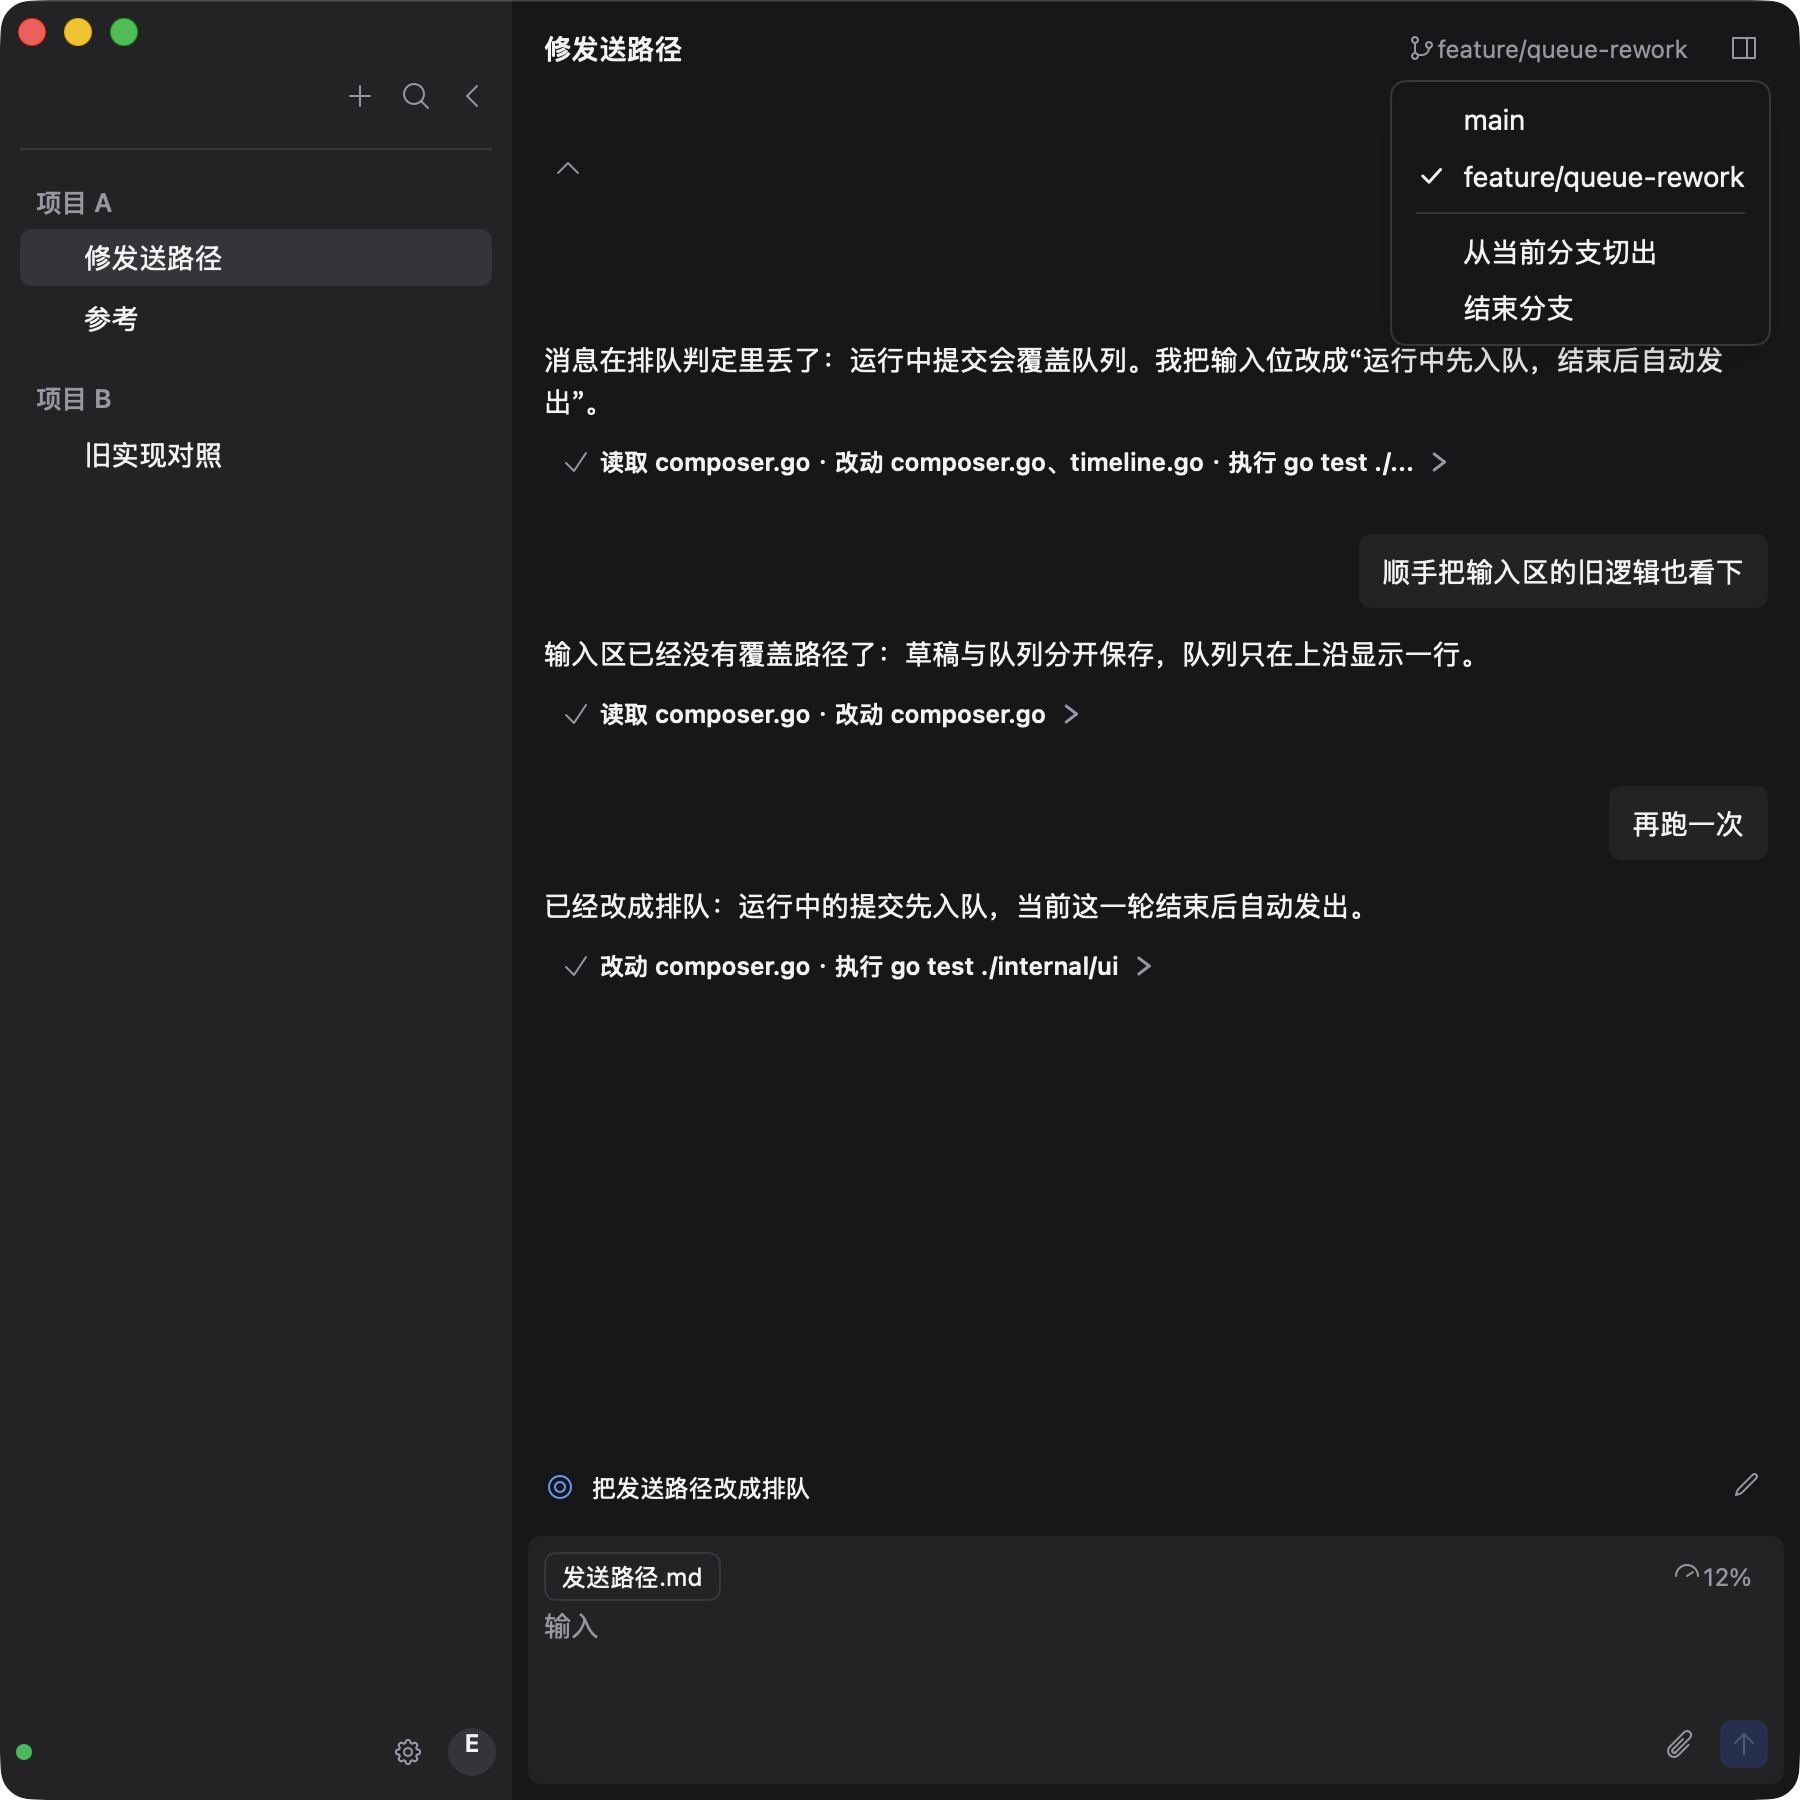 项目 A
修发送路径
参考
项目 B
旧实现对照
E
修发送路径
feature/queue-rework
main
feature/queue-rework
从当前分支切出
结束分支
消息在排队判定里丢了：运行中提交会覆盖队列。我把输入位改成“运行中先入队，结束后自动发
出”。
读取 composer.go · 改动 composer.go、timeline.go · 执行 go test ./...
顺手把输入区的旧逻辑也看下
输入区已经没有覆盖路径了：草稿与队列分开保存，队列只在上沿显示一行。
读取 composer.go · 改动 composer.go
再跑一次
已经改成排队：运行中的提交先入队，当前这一轮结束后自动发出。
改动 composer.go · 执行 go test ./internal/ui
把发送路径改成排队
发送路径.md
12%
输入